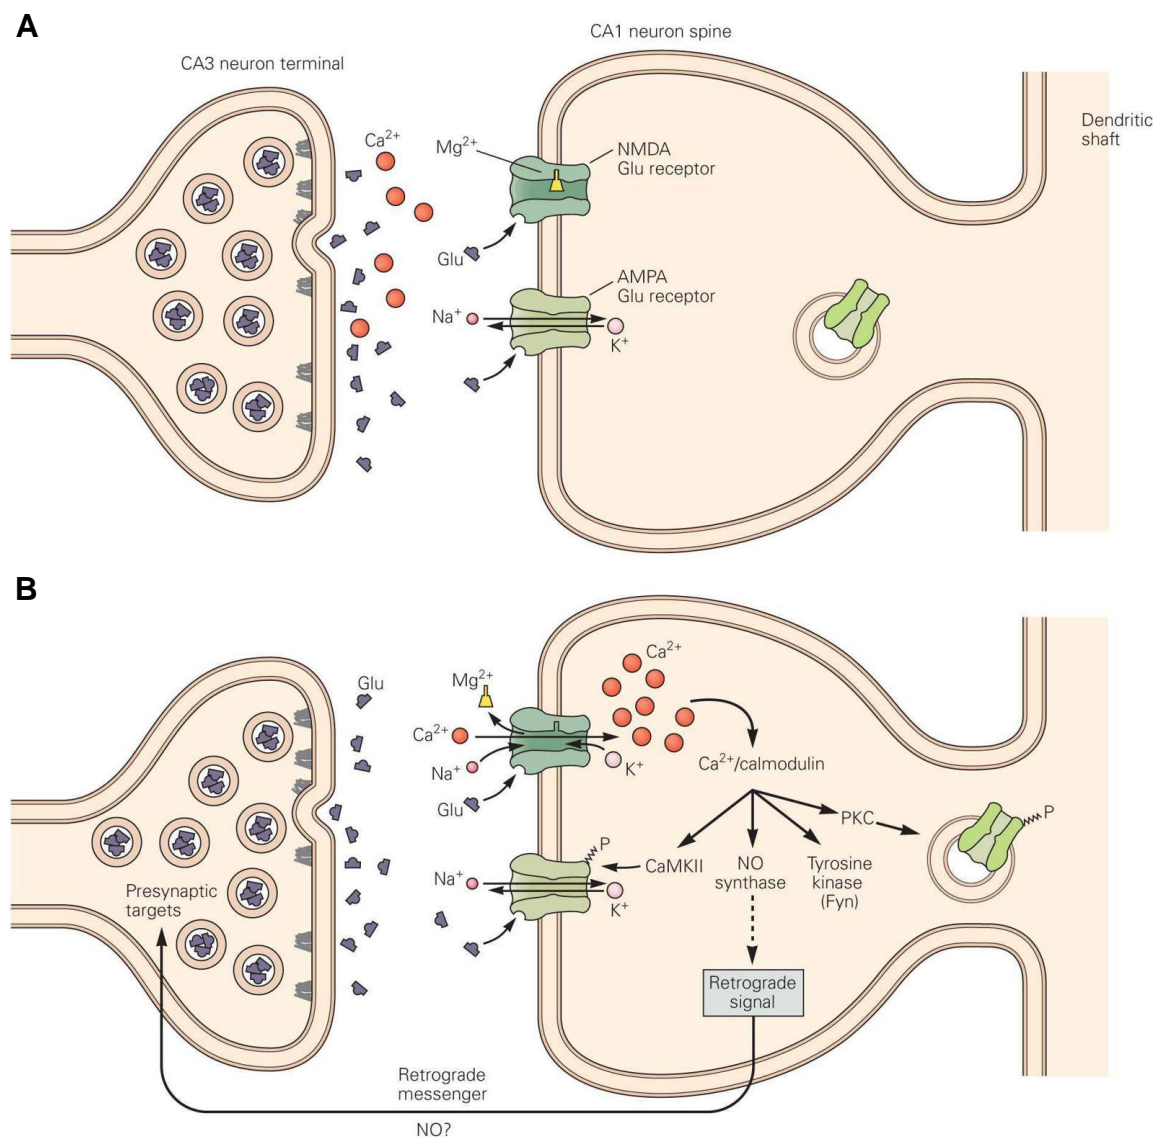 A
CA3 neuron terminal
CA1 neuron spine
Dendritic
shaft
Ca²⁺
Mg²⁺
NMDA
Glu receptor
Glu
AMPA
Glu receptor
Na⁺
K⁺
B
Glu
Mg²⁺
Ca²⁺
Ca²⁺
Na⁺
K⁺
Glu
Ca²⁺/calmodulin
PKC
P
P
CaMKII
NO
synthase
Tyrosine
kinase
(Fyn)
Na⁺
K⁺
Presynaptic
targets
Retrograde
signal
Retrograde
messenger
NO?